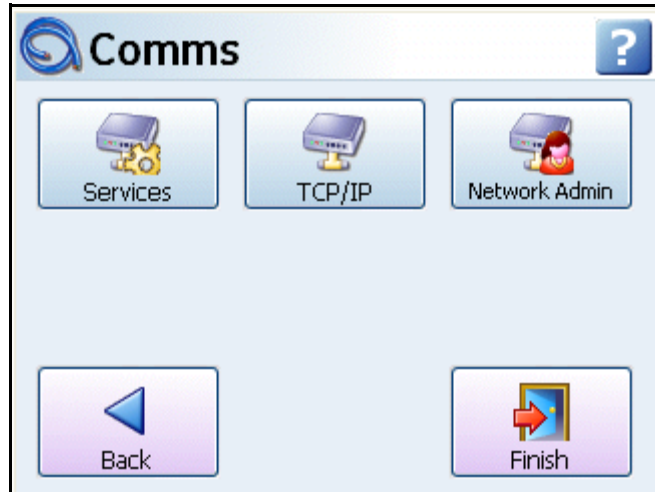 Comms
?
Services
TCP/IP
Network Admin
Back
Finish